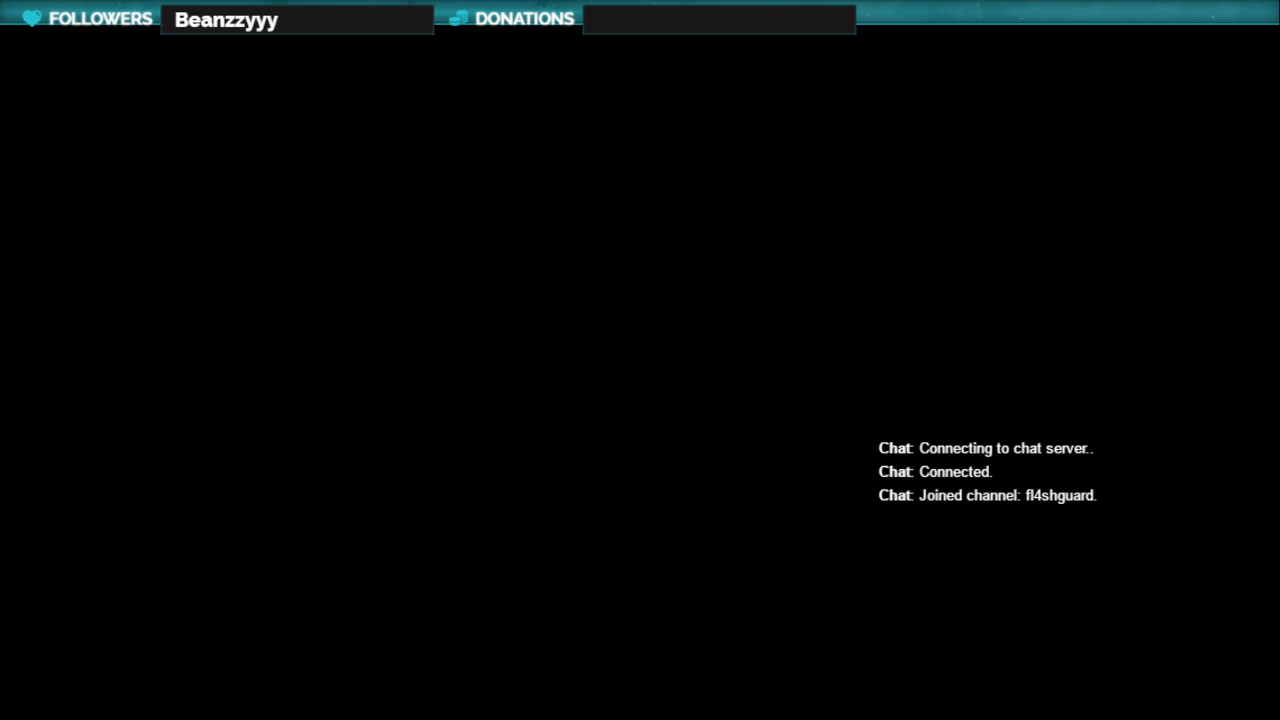 FOLLOWERS Beanzzyyy DONATIONS
Chat: Connecting to chat server..
Chat: Connected.
Chat: Joined channel: fl4shguard.